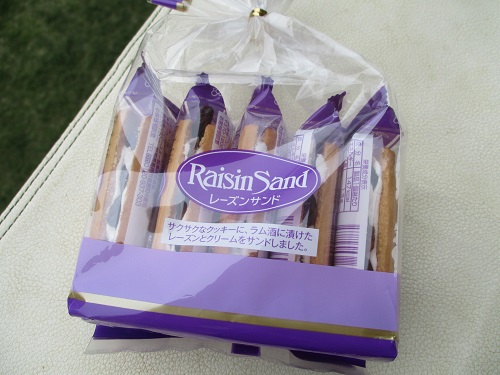 Raisin Sand
レーズンサンド
サクサクなクッキーに、ラム酒に漬けた
レーズンとクリームをサンドしました。